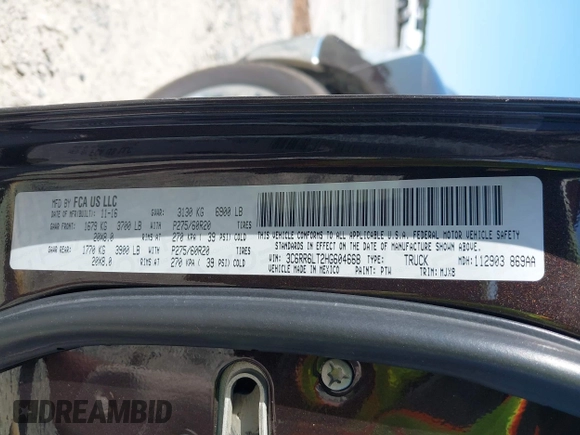 MFD BY FCA US LLC
DATE OF MFR/BUILT: 11-16 GVWR: 3130 KG 6900 LB
GAWR FRONT: 1679 KG 3700 LB P275/60R20 TIRES
20X8.0 RIMS AT 270 KPA ( 39 PSI) COLD
GAWR REAR: 1770 KG 3900 LB P275/60R20 TIRES
20X8.0 RIMS AT 270 KPA ( 39 PSI) COLD
THIS VEHICLE CONFORMS TO ALL APPLICABLE U.S.A. FEDERAL MOTOR VEHICLE SAFETY
STANDARDS IN EFFECT ON THE DATE OF MANUFACTURE SHOWN ABOVE.
VIN: 3C6RR6LT2HG604668 TYPE: TRUCK MDH: 112903 869AA
VEHICLE MADE IN MEXICO PAINT: PTW TRIM: MJX8
DREAMBID